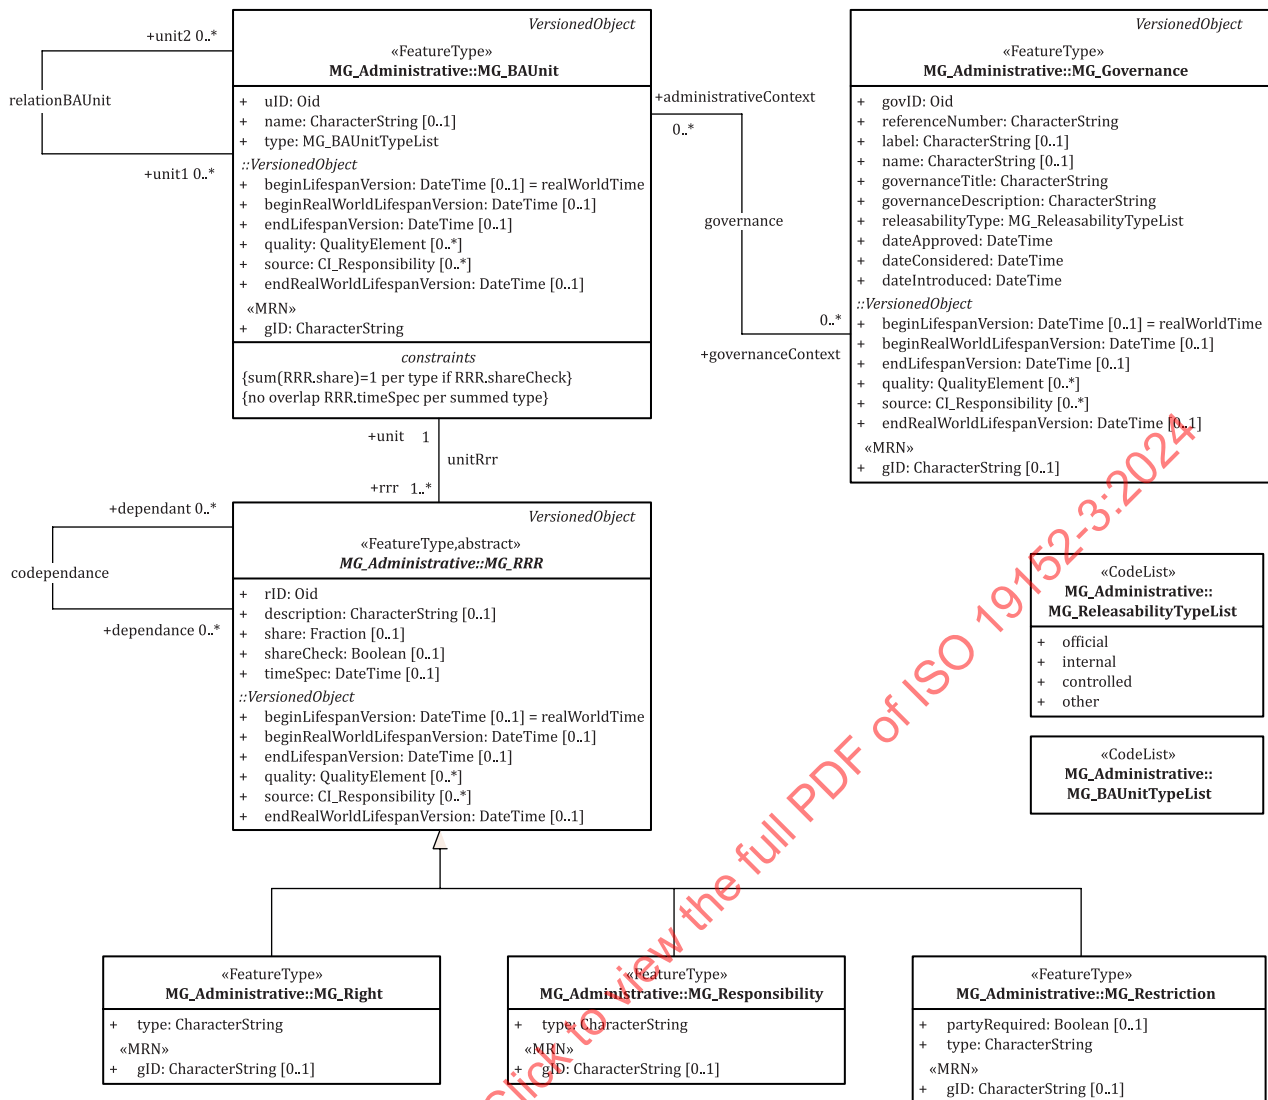 VersionedObject
«FeatureType»
MG_Administrative::MG_BAUnit
+ uID: Oid
+ name: CharacterString [0..1]
+ type: MG_BAUnitTypeList
::VersionedObject
+ beginLifespanVersion: DateTime [0..1] = realWorldTime
+ beginRealWorldLifespanVersion: DateTime [0..1]
+ endLifespanVersion: DateTime [0..1]
+ quality: QualityElement [0..*]
+ source: CI_Responsibility [0..*]
+ endRealWorldLifespanVersion: DateTime [0..1]
«MRN»
+ gID: CharacterString
constraints
{sum(RRR.share)=1 per type if RRR.shareCheck}
{no overlap RRR.timeSpec per summed type}
+unit2 0..*
relationBAUnit
+unit1 0..*
+administrativeContext
0..*
governance
0..*
+governanceContext
VersionedObject
«FeatureType»
MG_Administrative::MG_Governance
+ govID: Oid
+ referenceNumber: CharacterString
+ label: CharacterString [0..1]
+ name: CharacterString [0..1]
+ governanceTitle: CharacterString
+ governanceDescription: CharacterString
+ releasabilityType: MG_ReleasabilityTypeList
+ dateApproved: DateTime
+ dateConsidered: DateTime
+ dateIntroduced: DateTime
::VersionedObject
+ beginLifespanVersion: DateTime [0..1] = realWorldTime
+ beginRealWorldLifespanVersion: DateTime [0..1]
+ endLifespanVersion: DateTime [0..1]
+ quality: QualityElement [0..*]
+ source: CI_Responsibility [0..*]
+ endRealWorldLifespanVersion: DateTime [0..1]
«MRN»
+ gID: CharacterString [0..1]
+unit 1
unitRrr
+rrr 1..*
+dependant 0..*
codependance
+dependance 0..*
VersionedObject
«FeatureType,abstract»
MG_Administrative::MG_RRR
+ rID: Oid
+ description: CharacterString [0..1]
+ share: Fraction [0..1]
+ shareCheck: Boolean [0..1]
+ timeSpec: DateTime [0..1]
::VersionedObject
+ beginLifespanVersion: DateTime [0..1] = realWorldTime
+ beginRealWorldLifespanVersion: DateTime [0..1]
+ endLifespanVersion: DateTime [0..1]
+ quality: QualityElement [0..*]
+ source: CI_Responsibility [0..*]
+ endRealWorldLifespanVersion: DateTime [0..1]
«CodeList»
MG_Administrative::
MG_ReleasabilityTypeList
+ official
+ internal
+ controlled
+ other
«CodeList»
MG_Administrative::
MG_BAUnitTypeList
«FeatureType»
MG_Administrative::MG_Right
+ type: CharacterString
«MRN»
+ gID: CharacterString [0..1]
«FeatureType»
MG_Administrative::MG_Responsibility
+ type: CharacterString
«MRN»
+ gID: CharacterString [0..1]
«FeatureType»
MG_Administrative::MG_Restriction
+ partyRequired: Boolean [0..1]
+ type: CharacterString
«MRN»
+ gID: CharacterString [0..1]
Click to view the full PDF of ISO 19152-3:2024